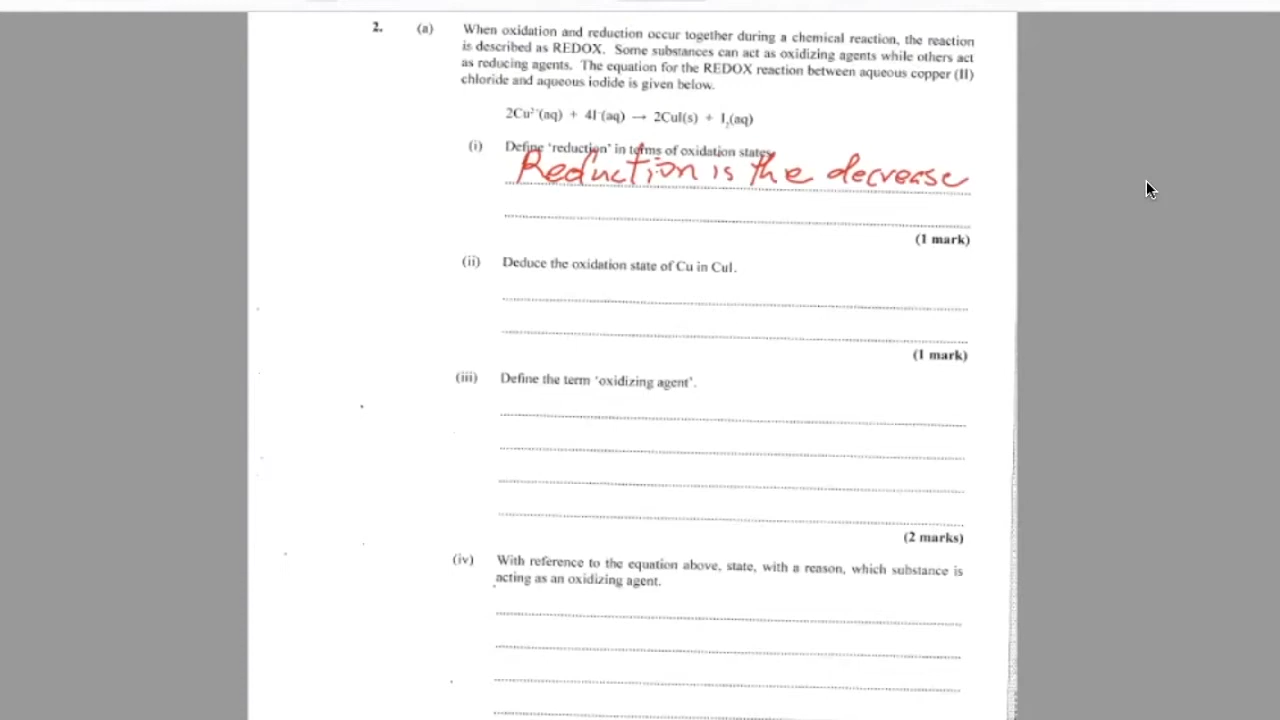 2. (a) When oxidation and reduction occur together during a chemical reaction, the reaction
is described as REDOX. Some substances can act as oxidizing agents while others act
as reducing agents. The equation for the REDOX reaction between aqueous copper (II)
chloride and aqueous iodide is given below.
2Cu²⁺(aq) + 4I⁻(aq) → 2CuI(s) + I₂(aq)
(i) Define 'reduction' in terms of oxidation states.
Reduction is the decrease
(1 mark)
(ii) Deduce the oxidation state of Cu in CuI.
(1 mark)
(iii) Define the term 'oxidizing agent'.
(2 marks)
(iv) With reference to the equation above, state, with a reason, which substance is
acting as an oxidizing agent.